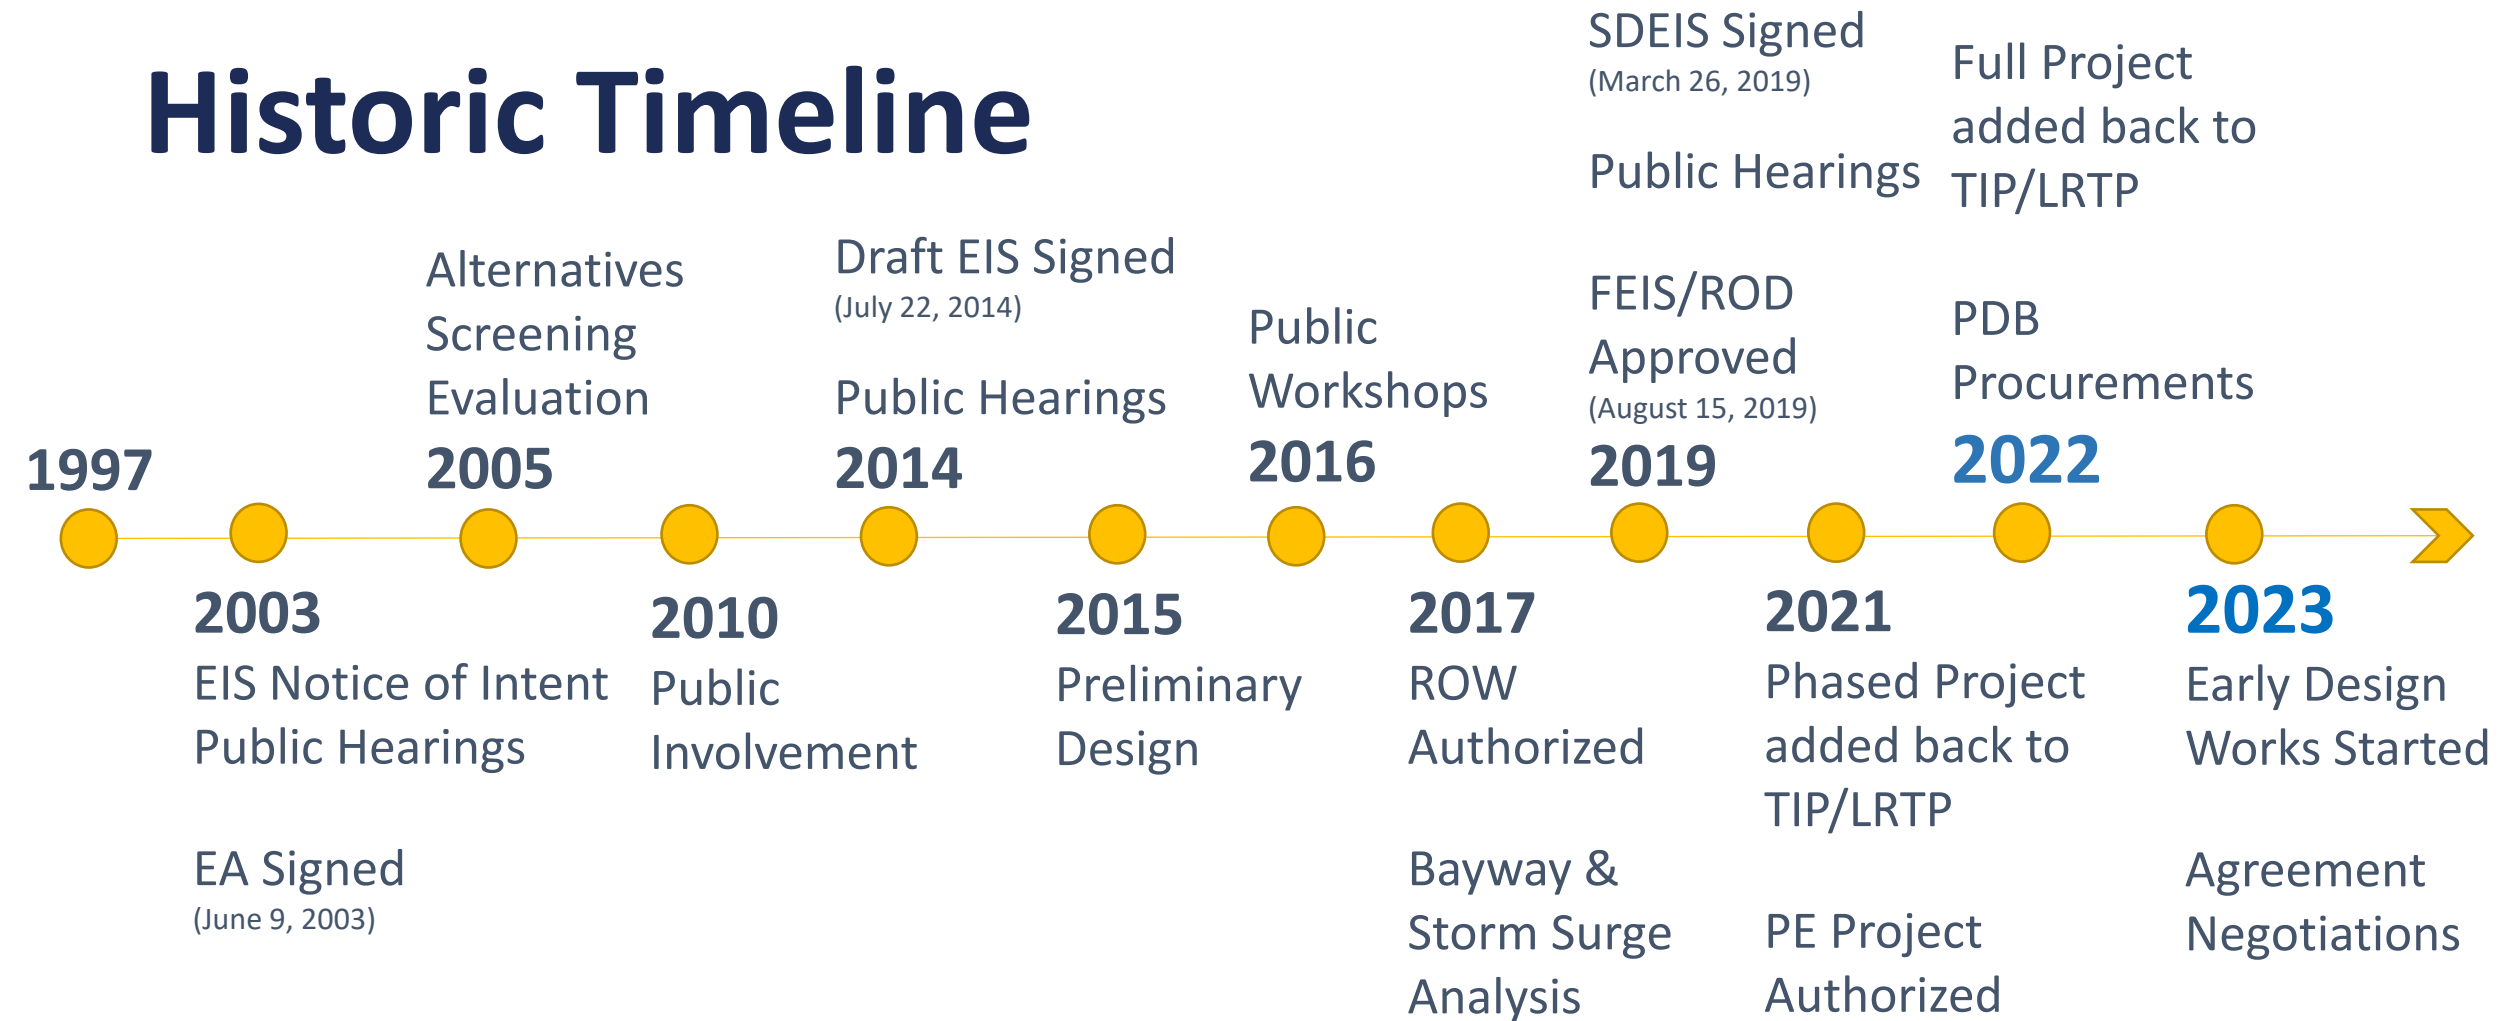 Historic Timeline
1997
2003
EIS Notice of Intent
Public Hearings
EA Signed
(June 9, 2003)
Alternatives
Screening
Evaluation
2005
2010
Public
Involvement
Draft EIS Signed
(July 22, 2014)
Public Hearings
2014
2015
Preliminary
Design
Public
Workshops
2016
2017
ROW
Authorized
Bayway &
Storm Surge
Analysis
SDEIS Signed
(March 26, 2019)
Public Hearings
FEIS/ROD
Approved
(August 15, 2019)
2019
2021
Phased Project
added back to
TIP/LRTP
PE Project
Authorized
Full Project
added back to
TIP/LRTP
PDB
Procurements
2022
2023
Early Design
Works Started
Agreement
Negotiations